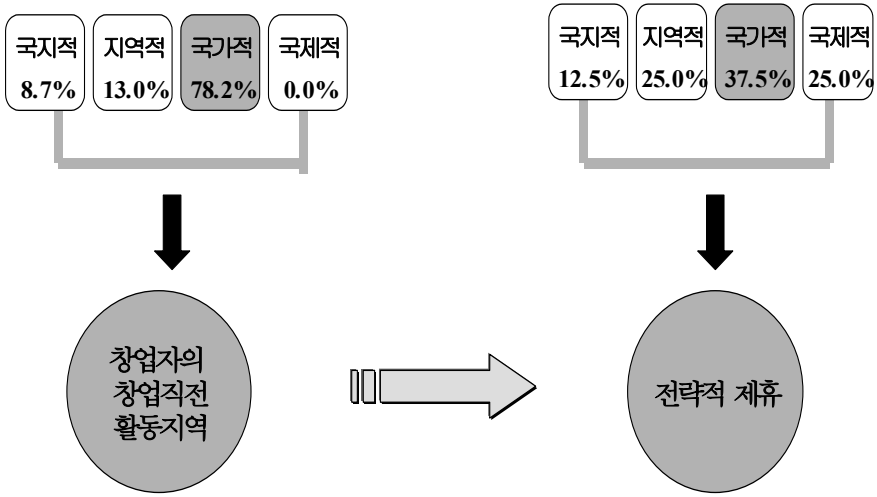 국지적 지역적 국가적 국제적
8.7% 13.0% 78.2% 0.0%
국지적 지역적 국가적 국제적
12.5% 25.0% 37.5% 25.0%
창업자의
창업직전
활동지역
전략적 제휴